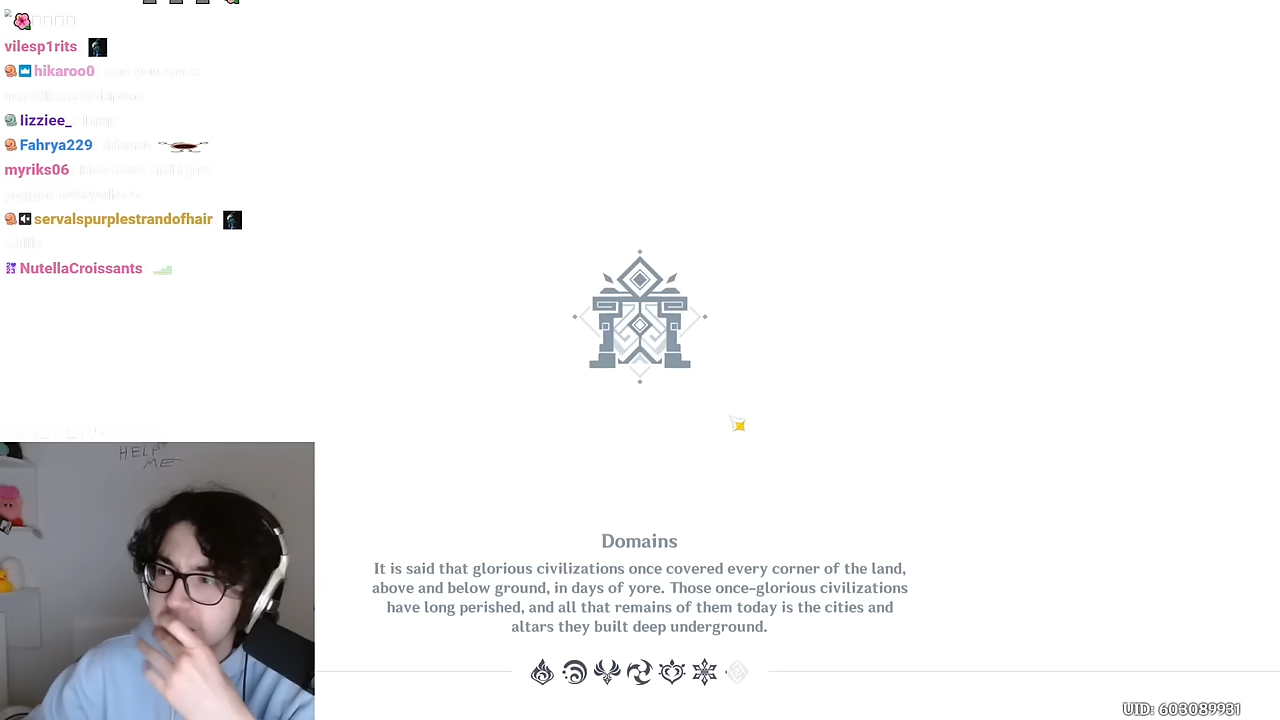 vilesp1rits
hikaroo0
lizziee_
Fahrya229
myriks06
servalspurplestrandofhair
NutellaCroissants
HELP
ME
Domains
It is said that glorious civilizations once covered every corner of the land,
above and below ground, in days of yore. Those once-glorious civilizations
have long perished, and all that remains of them today is the cities and
altars they built deep underground.
UID: 603089931